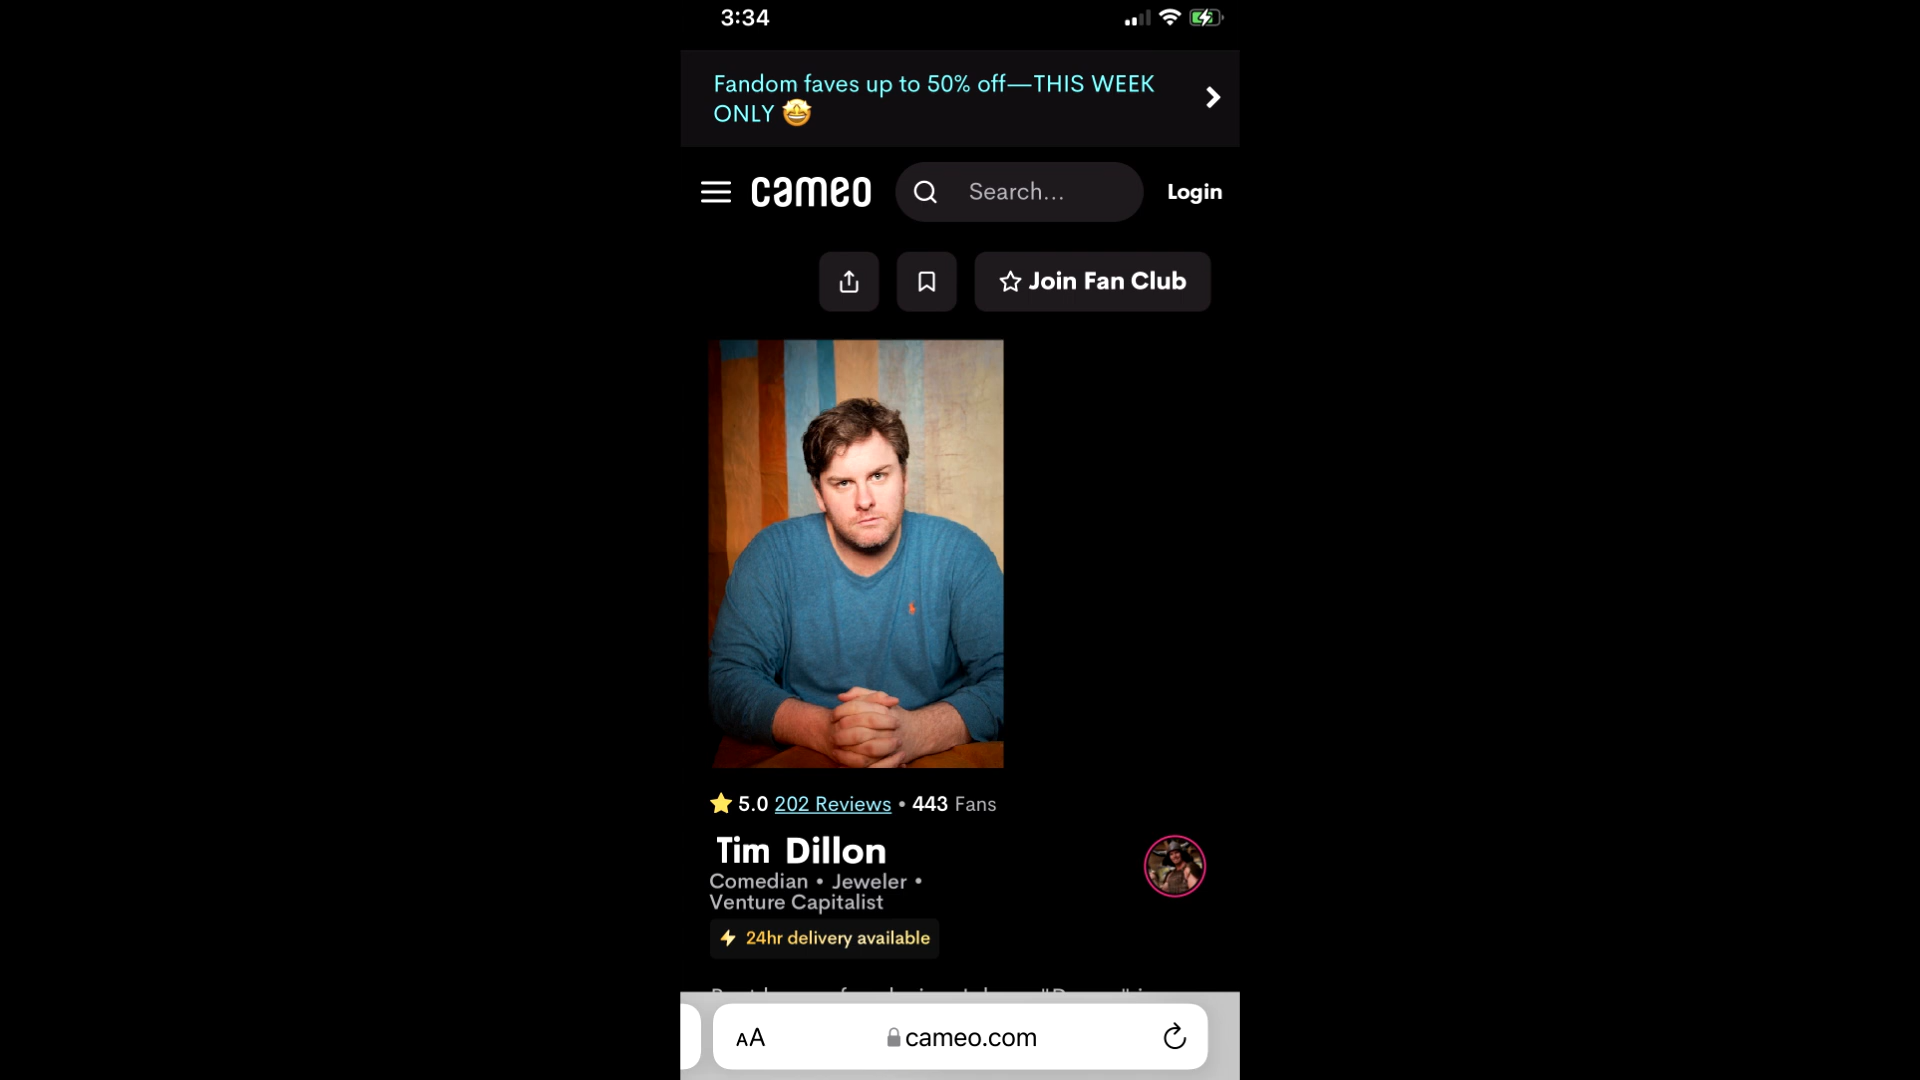 3:34
Fandom faves up to 50% off—THIS WEEK
ONLY 🤩
cameo
Search...
Login
Join Fan Club
5.0 202 Reviews • 443 Fans
Tim Dillon
Comedian • Jeweler •
Venture Capitalist
24hr delivery available
AA
cameo.com